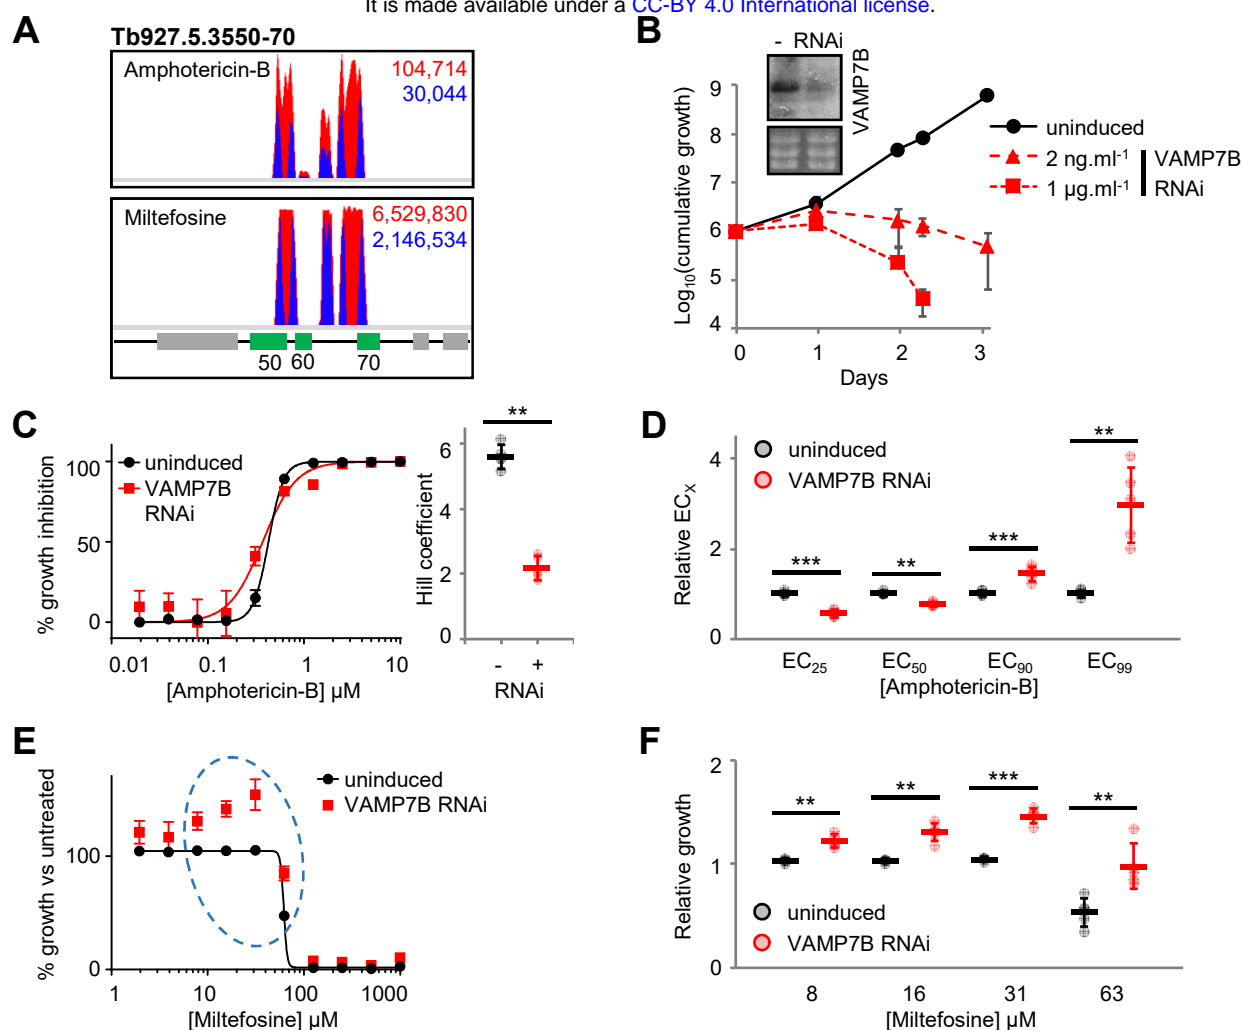 It is made available under a CC-BY 4.0 International license.
A
Tb927.5.3550-70
Amphotericin-B
104,714
30,044
Miltefosine
6,529,830
2,146,534
50 60 70
B
- RNAi
VAMP7B
Log10(cumulative growth)
9
8
7
6
5
4
0 1 2 3
Days
uninduced
2 ng.ml-1
1 µg.ml-1
VAMP7B
RNAi
C
% growth inhibition
100
50
0
uninduced
VAMP7B
RNAi
0.01 0.1 1 10
[Amphotericin-B] µM
**
Hill coefficient
6
4
2
0
- +
RNAi
D
Relative ECX
4
2
0
uninduced
VAMP7B RNAi
*** ** *** **
EC25 EC50 EC90 EC99
[Amphotericin-B]
E
% growth vs untreated
100
0
uninduced
VAMP7B RNAi
1 10 100 1000
[Miltefosine] µM
F
Relative growth
2
1
0
** ** *** **
uninduced
VAMP7B RNAi
8 16 31 63
[Miltefosine] µM